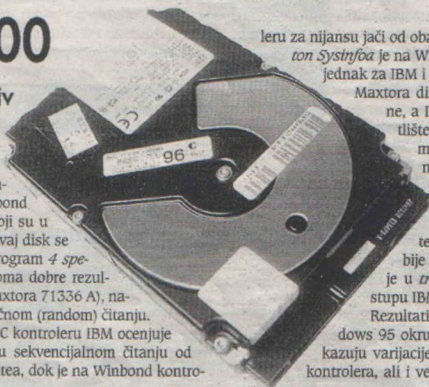 00
iv
bond
oji su u
vaj disk se
rogram 4 spe-
oma dobre rezul-
axtora 71336 A), na-
čnom (random) čitanju.
C kontroleru IBM ocenjuje
u sekvencijalnom čitanju od
tea, dok je na Winbond kontro-
leru za nijansu jači od oba
ton Sysinfoa je na W
jednak za IBM i
Maxtora di
ne, a I
tlište
m
n
te
bije
je u tr
stupu IBM
Rezultati
dows 95 okru
kazuju varijacije
kontrolera, ali i ve
96